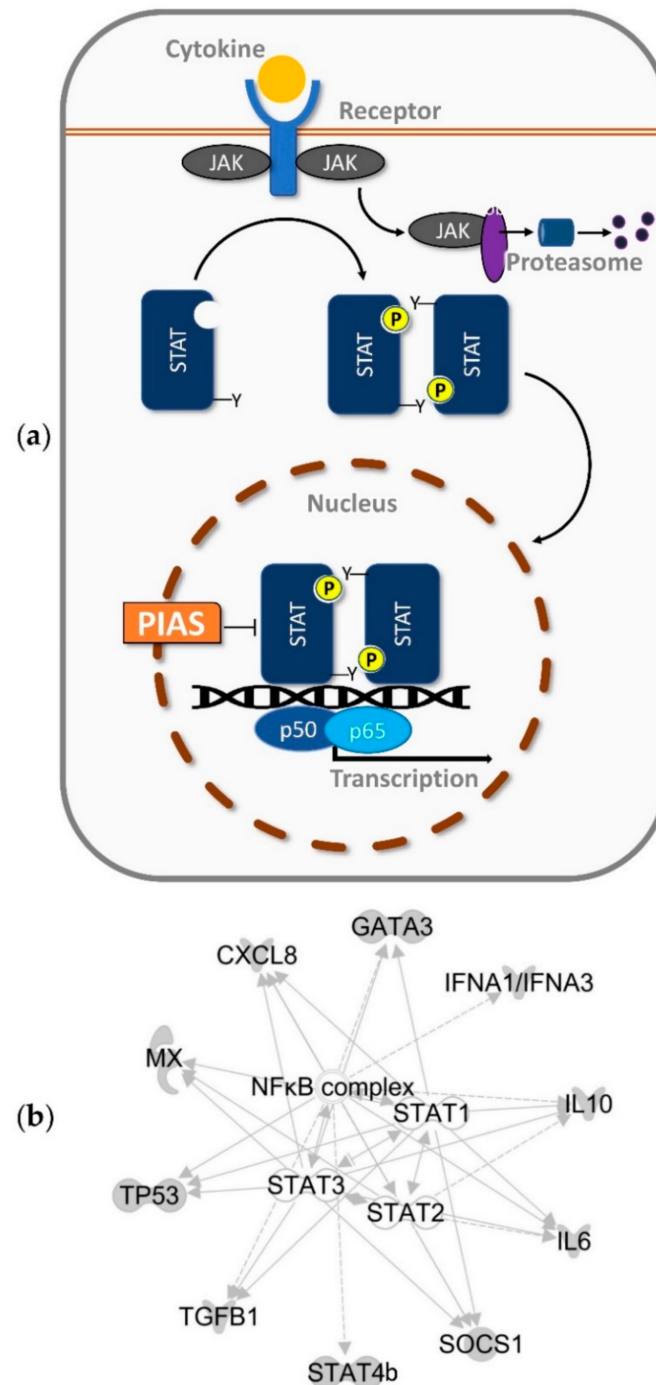 Cytokine
Receptor
JAK JAK
JAK
Proteasome
STAT
Y
STAT
P
Y
Y
P
STAT
(a)
Nucleus
PIAS
STAT
P
Y
Y
P
STAT
p50 p65
Transcription
(b)
GATA3
CXCL8
IFNA1/IFNA3
MX
NFκB complex
STAT1
IL10
TP53
STAT3
STAT2
IL6
TGFB1
SOCS1
STAT4b